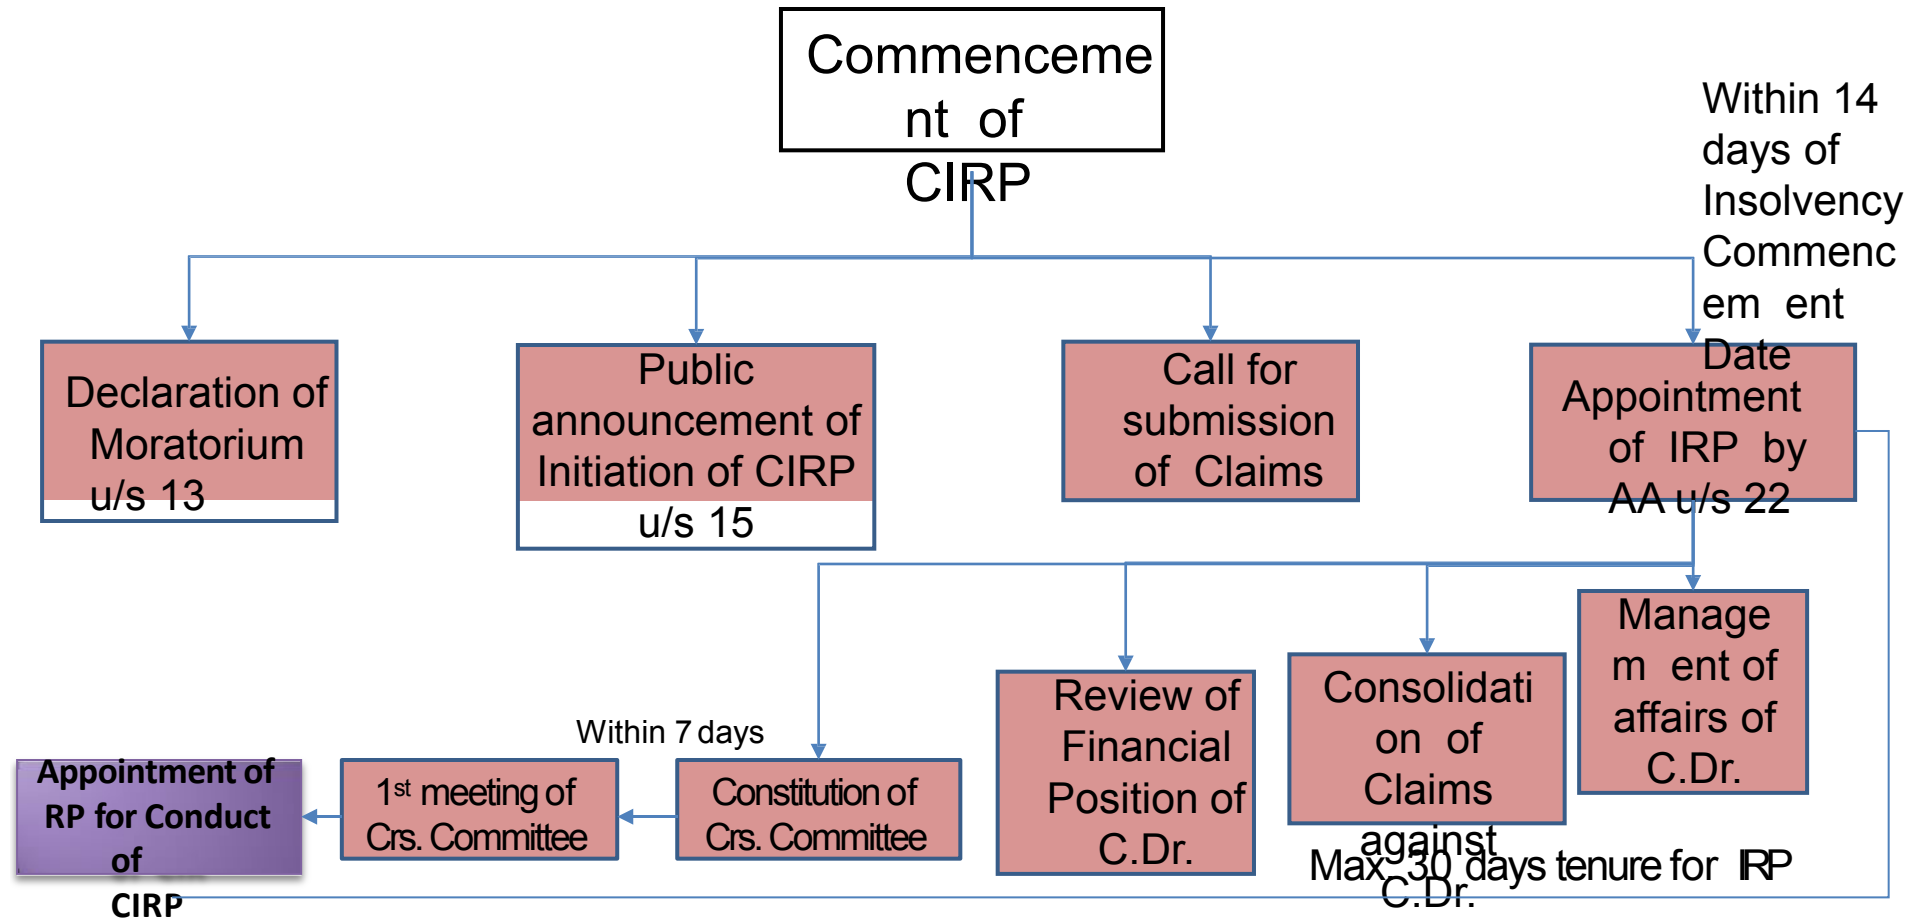 Commenceme
nt of
CIRP
Within 14
days of
Insolvency
Commenc
em ent
Date
Declaration of
Moratorium
u/s 13
Public
announcement of
Initiation of CIRP
u/s 15
Call for
submission
of Claims
Appointment
of IRP by
AA u/s 22
Appointment of
RP for Conduct
of
CIRP
1st meeting of
Crs. Committee
Within 7 days
Constitution of
Crs. Committee
Review of
Financial
Position of
C.Dr.
Consolidati
on of
Claims
against
C.Dr.
Manage
m ent of
affairs of
C.Dr.
Max. 30 days tenure for IRP